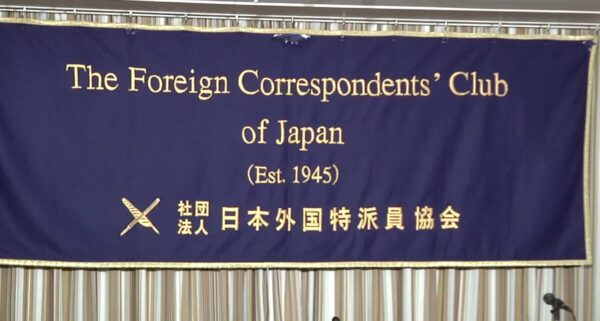 The Foreign Correspondents’ Club
of Japan
(Est. 1945)
社団
法人 日本外国特派員協会